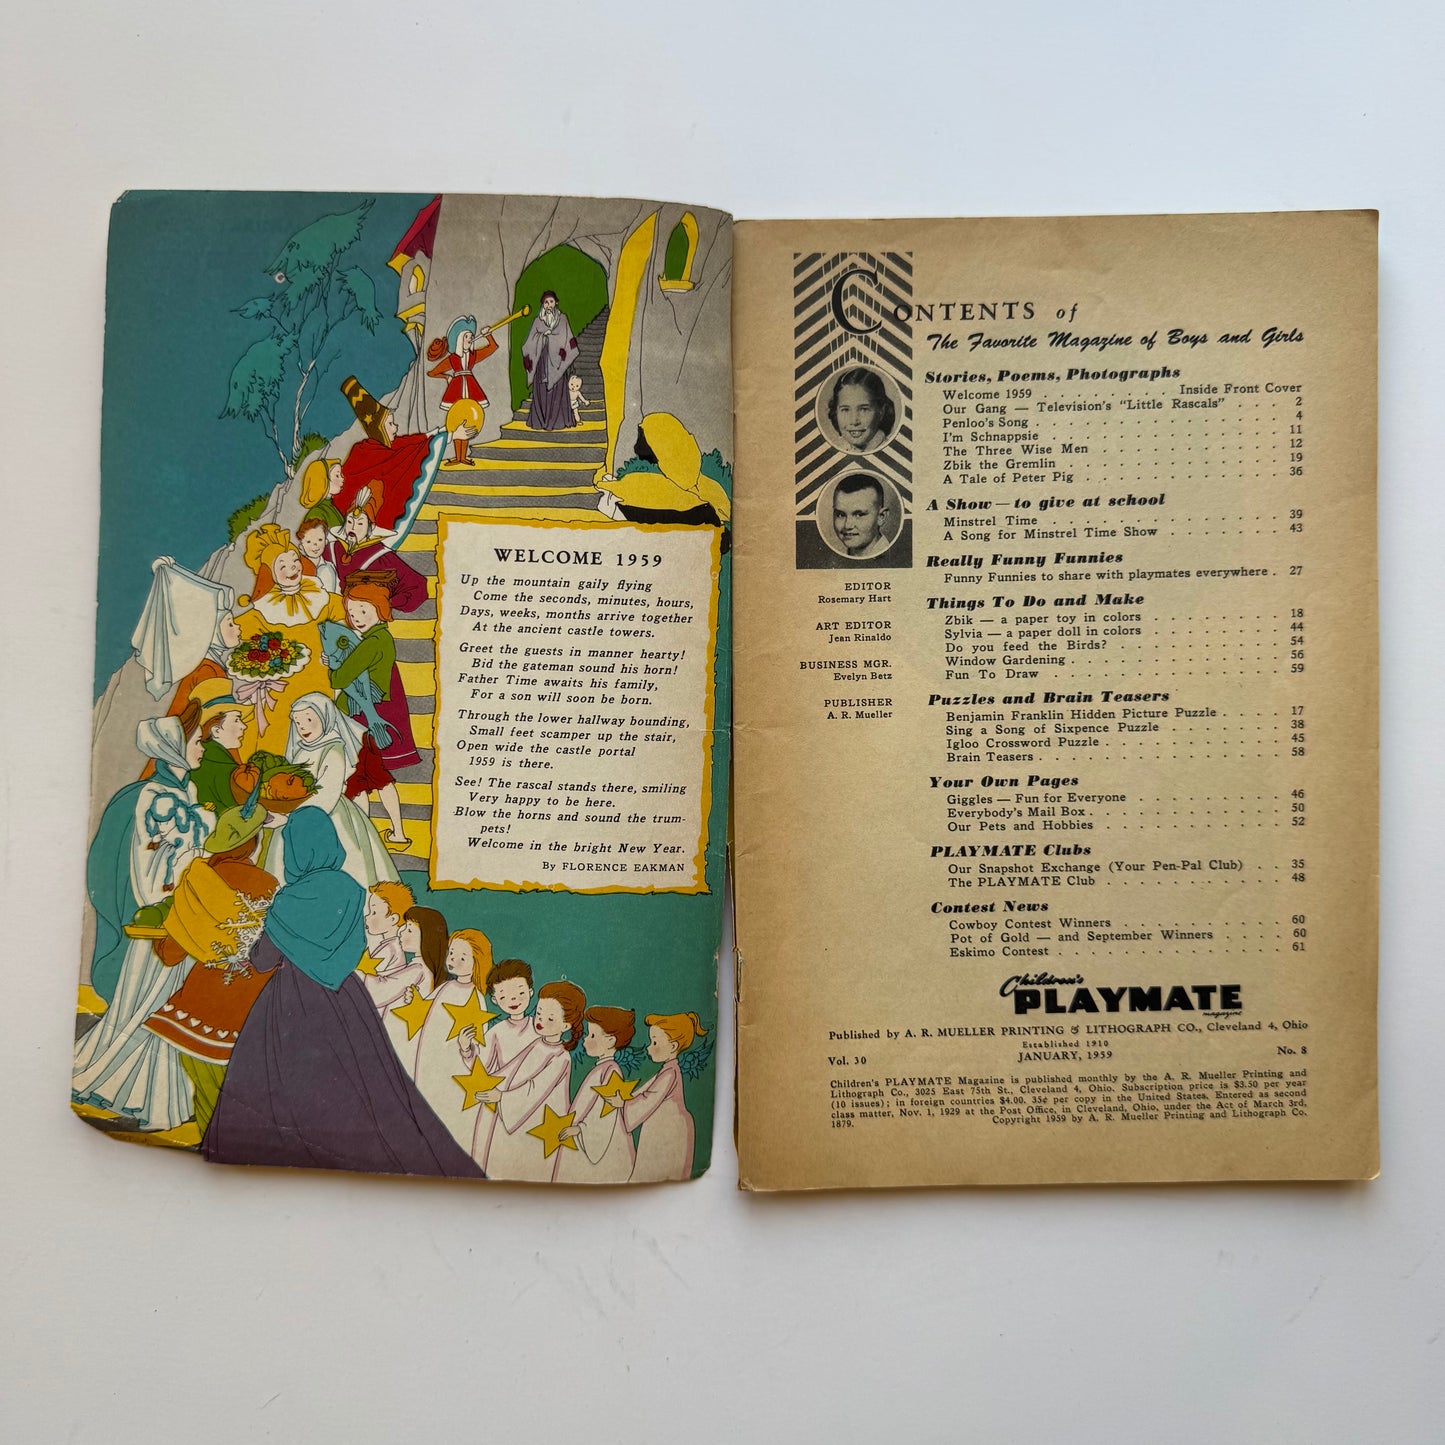 WELCOME 1959
Up the mountain gaily flying
Come the seconds, minutes, hours,
Days, weeks, months arrive together
At the ancient castle towers.
Greet the guests in manner hearty!
Bid the gateman sound his horn!
Father Time awaits his family,
For a son will soon be born.
Through the lower hallway bounding,
Small feet scamper up the stair,
Open wide the castle portal
1959 is there.
See! The rascal stands there, smiling
Very happy to be here.
Blow the horns and sound the trum-
pets!
Welcome in the bright New Year.
By FLORENCE EAKMAN
CONTENTS of
The Favorite Magazine of Boys and Girls
Stories, Poems, Photographs
Welcome 1959 . . . . . . . . Inside Front Cover
Our Gang — Television's "Little Rascals" . . . 2
Penloo's Song . . . . . . . . . . . . . . . 4
I'm Schnappsie . . . . . . . . . . . . . . 11
The Three Wise Men . . . . . . . . . . . 12
Zbik the Gremlin . . . . . . . . . . . . . 19
A Tale of Peter Pig . . . . . . . . . . . . 36
A Show — to give at school
Minstrel Time . . . . . . . . . . . . . . 39
A Song for Minstrel Time Show . . . . . . 43
Really Funny Funnies
Funny Funnies to share with playmates everywhere . 27
Things To Do and Make
Zbik — a paper toy in colors . . . . . . . 18
Sylvia — a paper doll in colors . . . . . . 44
Do you feed the Birds? . . . . . . . . . . 54
Window Gardening . . . . . . . . . . . . 56
Fun To Draw . . . . . . . . . . . . . . 59
Puzzles and Brain Teasers
Benjamin Franklin Hidden Picture Puzzle . . . . 17
Sing a Song of Sixpence Puzzle . . . . . . 38
Igloo Crossword Puzzle . . . . . . . . . . 45
Brain Teasers . . . . . . . . . . . . . . 58
Your Own Pages
Giggles — Fun for Everyone . . . . . . . . 46
Everybody's Mail Box . . . . . . . . . . . 50
Our Pets and Hobbies . . . . . . . . . . 52
PLAYMATE Clubs
Our Snapshot Exchange (Your Pen-Pal Club) . . 35
The PLAYMATE Club . . . . . . . . . . 48
Contest News
Cowboy Contest Winners . . . . . . . . . 60
Pot of Gold — and September Winners . . . . 60
Eskimo Contest . . . . . . . . . . . . . 61
EDITOR
Rosemary Hart
ART EDITOR
Jean Rinaldo
BUSINESS MGR.
Evelyn Betz
PUBLISHER
A. R. Mueller
Children's
PLAYMATE
magazine
Published by A. R. MUELLER PRINTING & LITHOGRAPH CO., Cleveland 4, Ohio
Established 1910
Vol. 30 JANUARY, 1959 No. 8
Children's PLAYMATE Magazine is published monthly by the A. R. Mueller Printing and
Lithograph Co., 3025 East 75th St., Cleveland 4, Ohio. Subscription price is $3.50 per year
(10 issues); in foreign countries $4.00. 35¢ per copy in the United States. Entered as second
class matter, Nov. 1, 1929 at the Post Office, in Cleveland, Ohio, under the Act of March 3rd,
1879. Copyright 1959 by A. R. Mueller Printing and Lithograph Co.